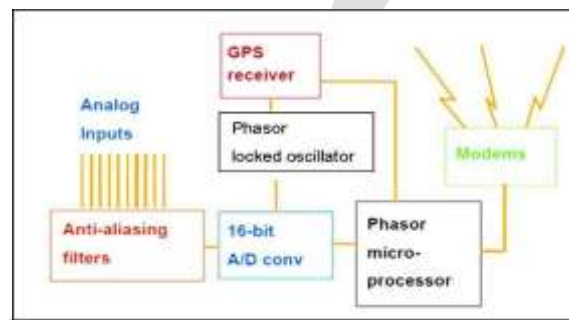 GPS
receiver
Analog
Inputs
Phasor
locked oscillator
Modems
Anti-aliasing
filters
16-bit
A/D conv
Phasor
micro-
processor